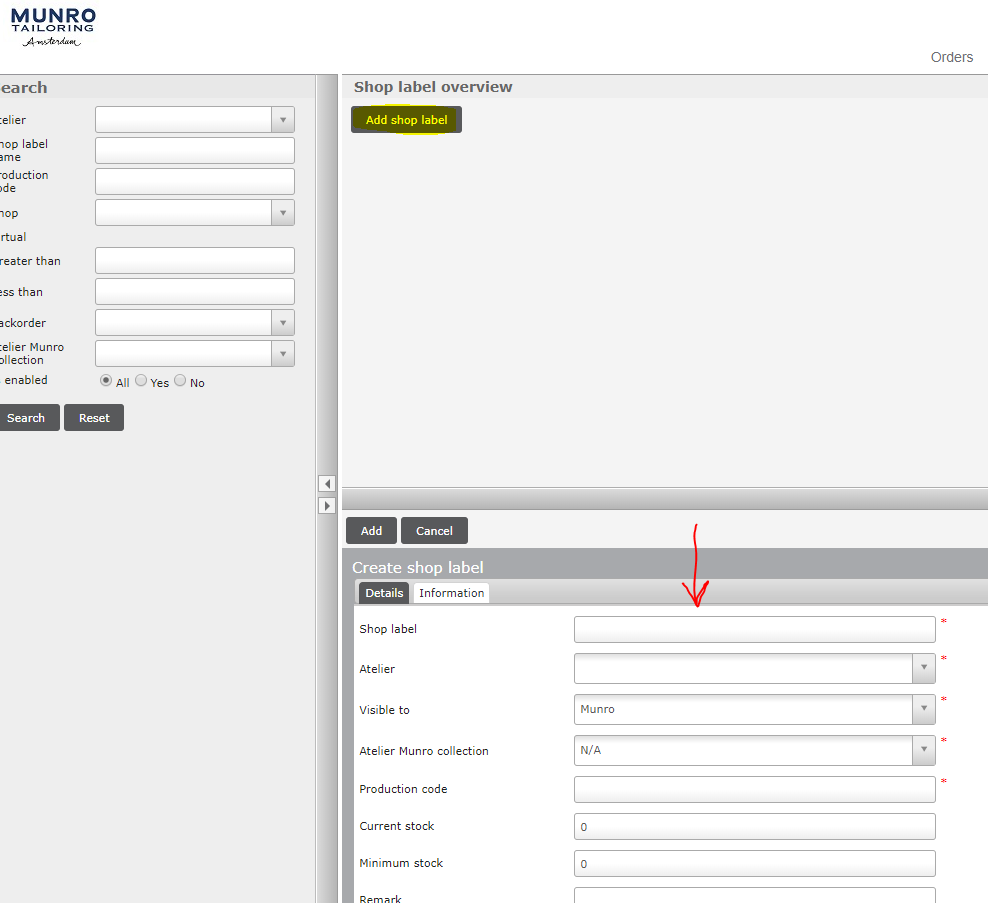 MUNRO
TAILORING
Amsterdam
Orders
earch
telier
hop label
ame
roduction
ode
hop
rtual
reater than
ess than
ackorder
telier Munro
ollection
enabled
All Yes No
Search Reset
Shop label overview
Add shop label
Add Cancel
Create shop label
Details Information
Shop label *
Atelier *
Visible to Munro *
Atelier Munro collection N/A *
Production code *
Current stock 0
Minimum stock 0
Remark